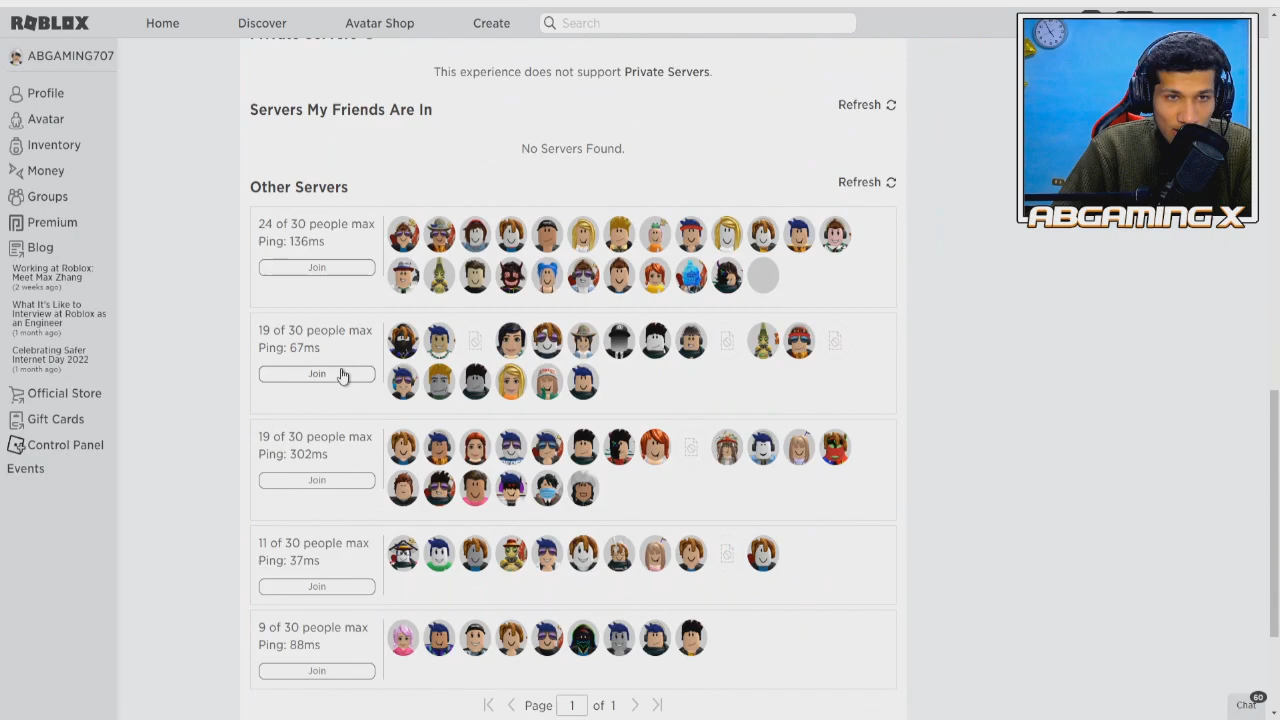 ROBLOX
Home
Discover
Avatar Shop
Create
Search
ABGAMING707
Profile
Avatar
Inventory
Money
Groups
Premium
Blog
Working at Roblox:
Meet Max Zhang
(2 weeks ago)
What It's Like to
Interview at Roblox as
an Engineer
(1 month ago)
Celebrating Safer
Internet Day 2022
(1 month ago)
Official Store
Gift Cards
Control Panel
Events
This experience does not support Private Servers.
Servers My Friends Are In
Refresh
No Servers Found.
Other Servers
Refresh
24 of 30 people max
Ping: 136ms
Join
19 of 30 people max
Ping: 67ms
Join
19 of 30 people max
Ping: 302ms
Join
11 of 30 people max
Ping: 37ms
Join
9 of 30 people max
Ping: 88ms
Join
Page 1 of 1
ABGAMING X
Chat
60